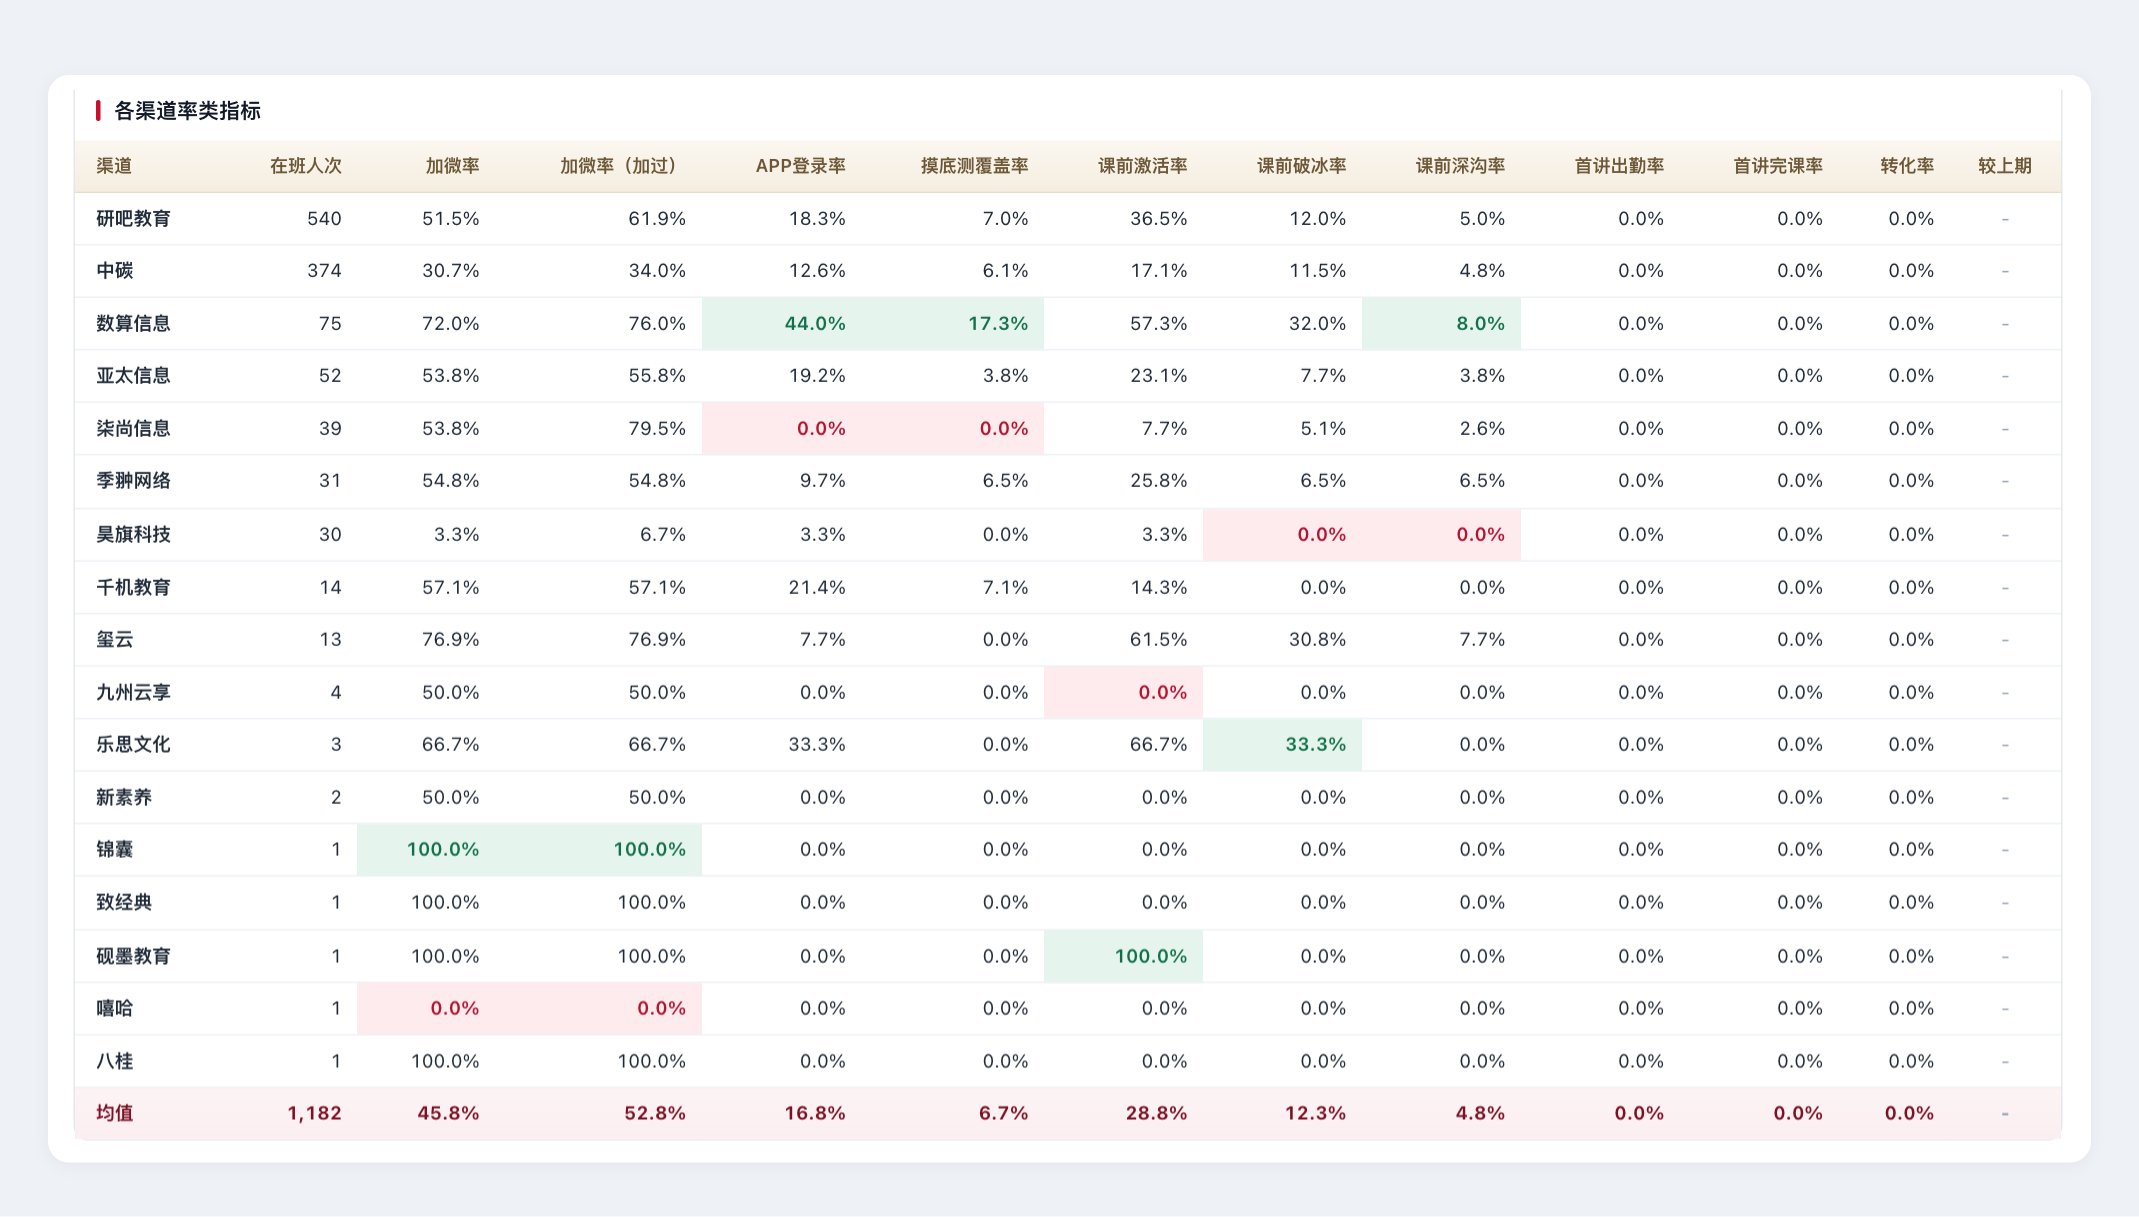 各渠道率类指标
渠道 在班人次 加微率 加微率（加过） APP登录率 摸底测覆盖率 课前激活率 课前破冰率 课前深沟率 首讲出勤率 首讲完课率 转化率 较上期
研吧教育 540 51.5% 61.9% 18.3% 7.0% 36.5% 12.0% 5.0% 0.0% 0.0% 0.0% -
中碳 374 30.7% 34.0% 12.6% 6.1% 17.1% 11.5% 4.8% 0.0% 0.0% 0.0% -
数算信息 75 72.0% 76.0% 44.0% 17.3% 57.3% 32.0% 8.0% 0.0% 0.0% 0.0% -
亚太信息 52 53.8% 55.8% 19.2% 3.8% 23.1% 7.7% 3.8% 0.0% 0.0% 0.0% -
柒尚信息 39 53.8% 79.5% 0.0% 0.0% 7.7% 5.1% 2.6% 0.0% 0.0% 0.0% -
季翀网络 31 54.8% 54.8% 9.7% 6.5% 25.8% 6.5% 6.5% 0.0% 0.0% 0.0% -
昊旗科技 30 3.3% 6.7% 3.3% 0.0% 3.3% 0.0% 0.0% 0.0% 0.0% 0.0% -
千机教育 14 57.1% 57.1% 21.4% 7.1% 14.3% 0.0% 0.0% 0.0% 0.0% 0.0% -
玺云 13 76.9% 76.9% 7.7% 0.0% 61.5% 30.8% 7.7% 0.0% 0.0% 0.0% -
九州云享 4 50.0% 50.0% 0.0% 0.0% 0.0% 0.0% 0.0% 0.0% 0.0% 0.0% -
乐思文化 3 66.7% 66.7% 33.3% 0.0% 66.7% 33.3% 0.0% 0.0% 0.0% 0.0% -
新素养 2 50.0% 50.0% 0.0% 0.0% 0.0% 0.0% 0.0% 0.0% 0.0% 0.0% -
锦囊 1 100.0% 100.0% 0.0% 0.0% 0.0% 0.0% 0.0% 0.0% 0.0% 0.0% -
致经典 1 100.0% 100.0% 0.0% 0.0% 0.0% 0.0% 0.0% 0.0% 0.0% 0.0% -
砚墨教育 1 100.0% 100.0% 0.0% 0.0% 100.0% 0.0% 0.0% 0.0% 0.0% 0.0% -
嘻哈 1 0.0% 0.0% 0.0% 0.0% 0.0% 0.0% 0.0% 0.0% 0.0% 0.0% -
八桂 1 100.0% 100.0% 0.0% 0.0% 0.0% 0.0% 0.0% 0.0% 0.0% 0.0% -
均值 1,182 45.8% 52.8% 16.8% 6.7% 28.8% 12.3% 4.8% 0.0% 0.0% 0.0% -